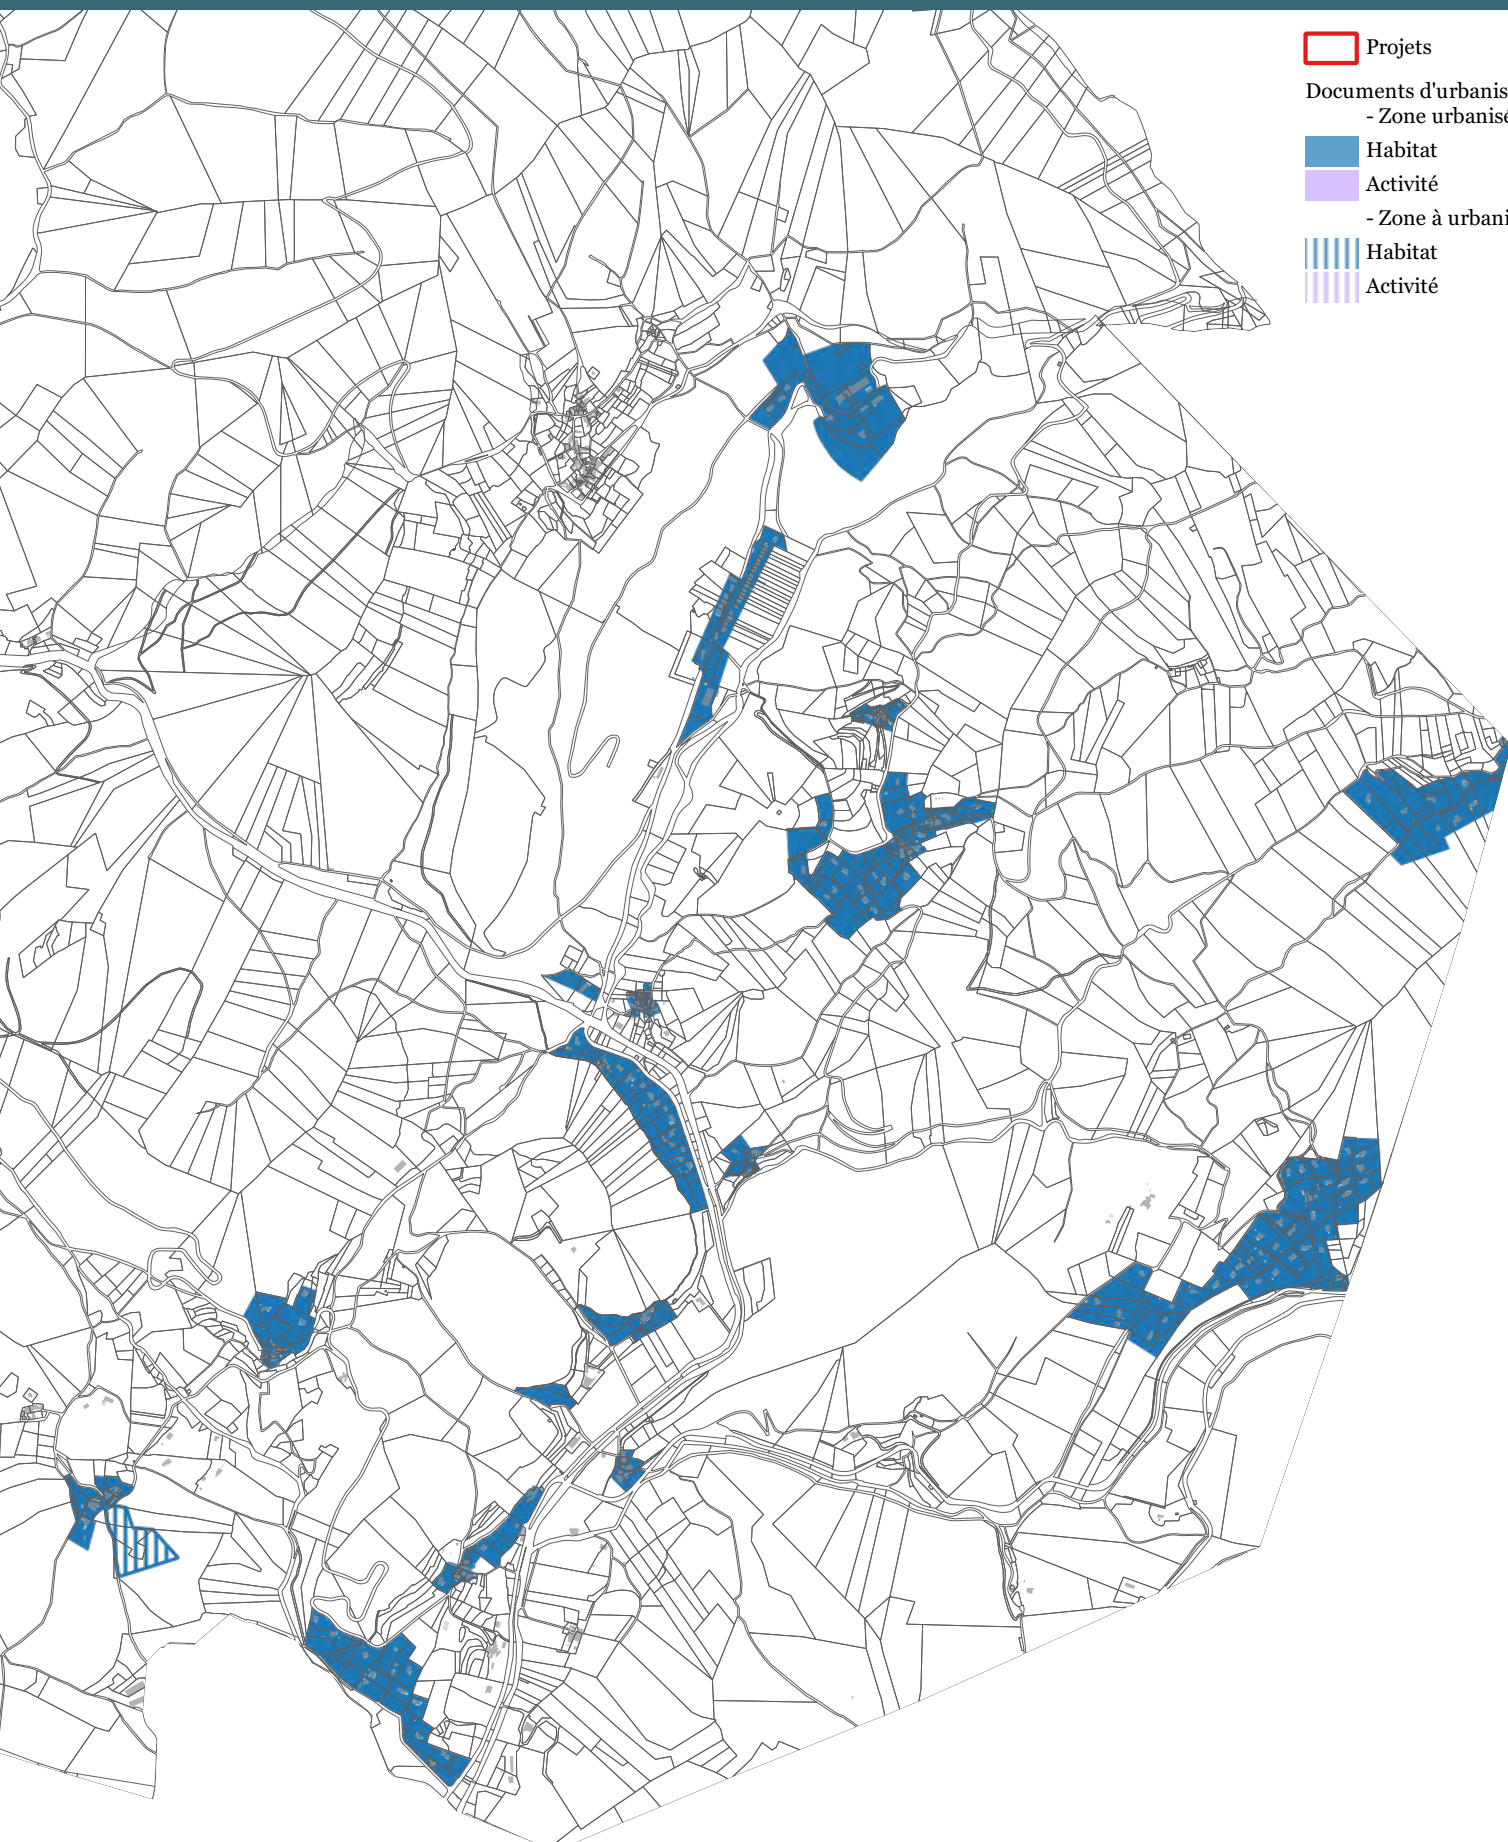 Projets
Documents d'urbanis
- Zone urbanisé
Habitat
Activité
- Zone à urbani
Habitat
Activité